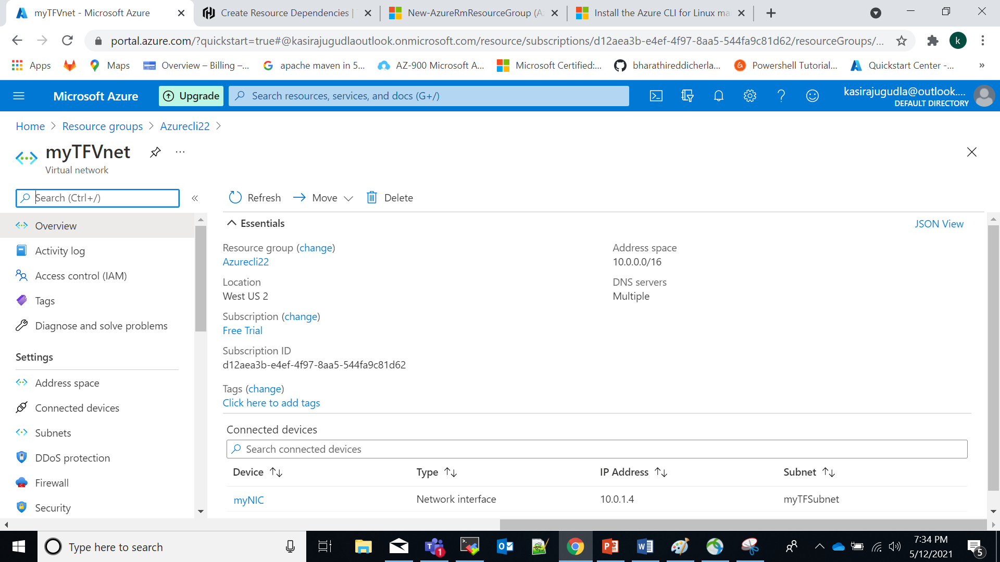 myTFVnet - Microsoft Azure
Create Resource Dependencies |
New-AzureRmResourceGroup (Az
Install the Azure CLI for Linux ma
portal.azure.com/?quickstart=true#@kasirajugudlaoutlook.onmicrosoft.com/resource/subscriptions/d12aea3b-e4ef-4f97-8aa5-544fa9c81d62/resourceGroups/...
k
Apps
Maps
Overview – Billing –...
apache maven in 5...
AZ-900 Microsoft A...
Microsoft Certified:...
bharathireddicherla...
Powershell Tutorial...
Quickstart Center -...
»
Microsoft Azure
Upgrade
Search resources, services, and docs (G+/)
kasirajugudla@outlook....
DEFAULT DIRECTORY
Home > Resource groups > Azurecli22 >
myTFVnet
...
Virtual network
Search (Ctrl+/)
«
Refresh
Move
Delete
Overview
Activity log
Access control (IAM)
Tags
Diagnose and solve problems
Settings
Address space
Connected devices
Subnets
DDoS protection
Firewall
Security
Essentials
JSON View
Resource group (change)
Azurecli22
Location
West US 2
Subscription (change)
Free Trial
Subscription ID
d12aea3b-e4ef-4f97-8aa5-544fa9c81d62
Tags (change)
Click here to add tags
Address space
10.0.0.0/16
DNS servers
Multiple
Connected devices
Search connected devices
Device
Type
IP Address
Subnet
myNIC
Network interface
10.0.1.4
myTFSubnet
Type here to search
1
7:34 PM
5/12/2021
5